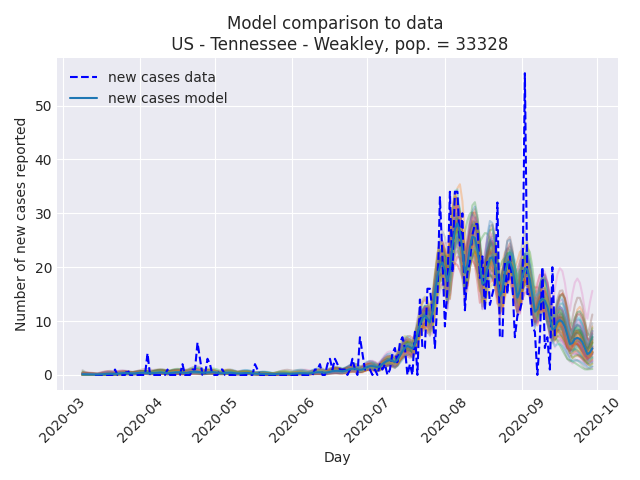 Model comparison to data
US - Tennessee - Weakley, pop. = 33328
new cases data
new cases model
Number of new cases reported
50
40
30
20
10
0
2020-03
2020-04
2020-05
2020-06
2020-07
2020-08
2020-09
2020-10
Day